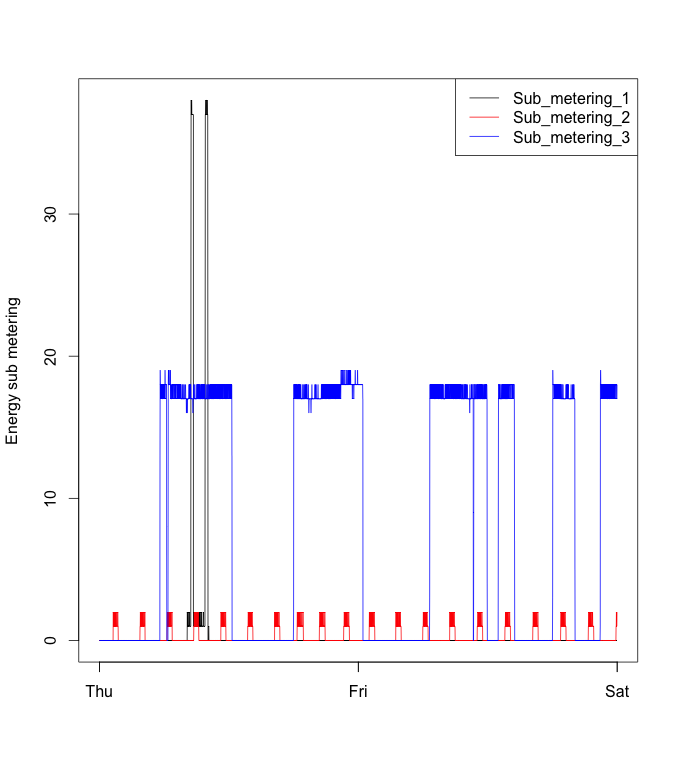 Sub_metering_1
Sub_metering_2
Sub_metering_3
Energy sub metering
30
20
10
0
Thu Fri Sat